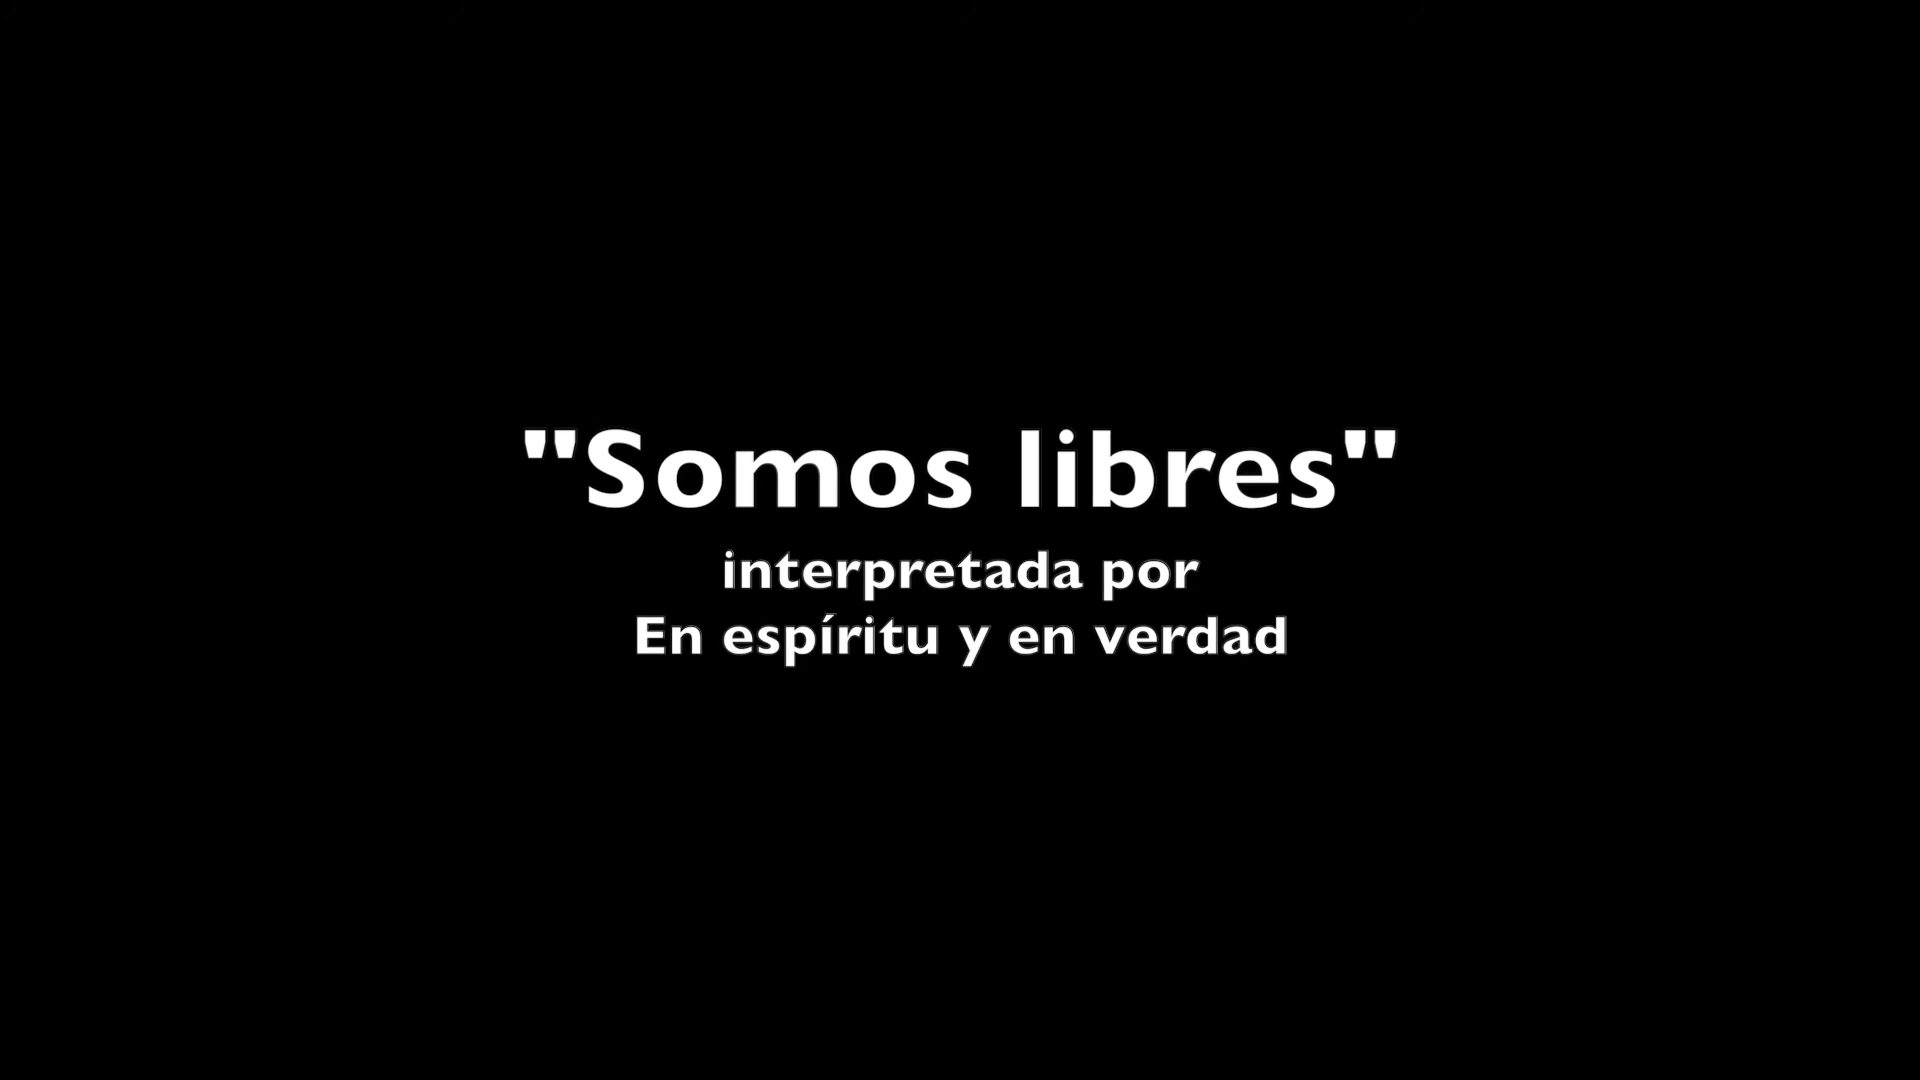 "Somos libres"
interpretada por
En espíritu y en verdad